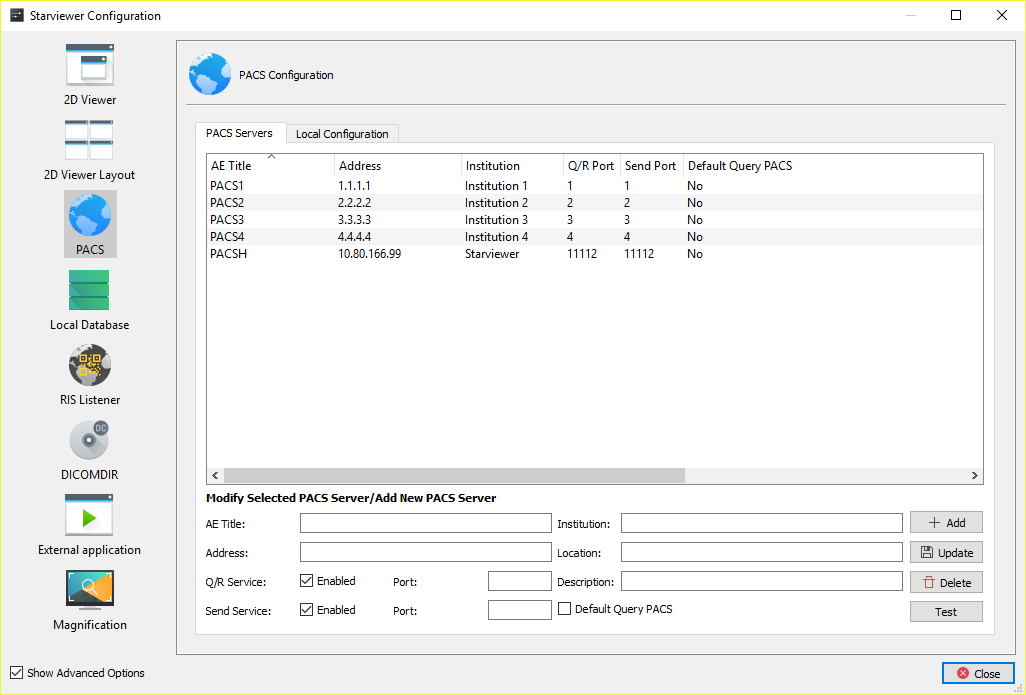 Starviewer Configuration
2D Viewer
2D Viewer Layout
PACS
Local Database
RIS Listener
DC
DICOMDIR
External application
Magnification
PACS Configuration
PACS Servers Local Configuration
AE Title Address Institution Q/R Port Send Port Default Query PACS
PACS1 1.1.1.1 Institution 1 1 1 No
PACS2 2.2.2.2 Institution 2 2 2 No
PACS3 3.3.3.3 Institution 3 3 3 No
PACS4 4.4.4.4 Institution 4 4 4 No
PACSH 10.80.166.99 Starviewer 11112 11112 No
Modify Selected PACS Server/Add New PACS Server
AE Title: Institution: Add
Address: Location: Update
Q/R Service: Enabled Port: Description: Delete
Send Service: Enabled Port: Default Query PACS Test
Show Advanced Options Close